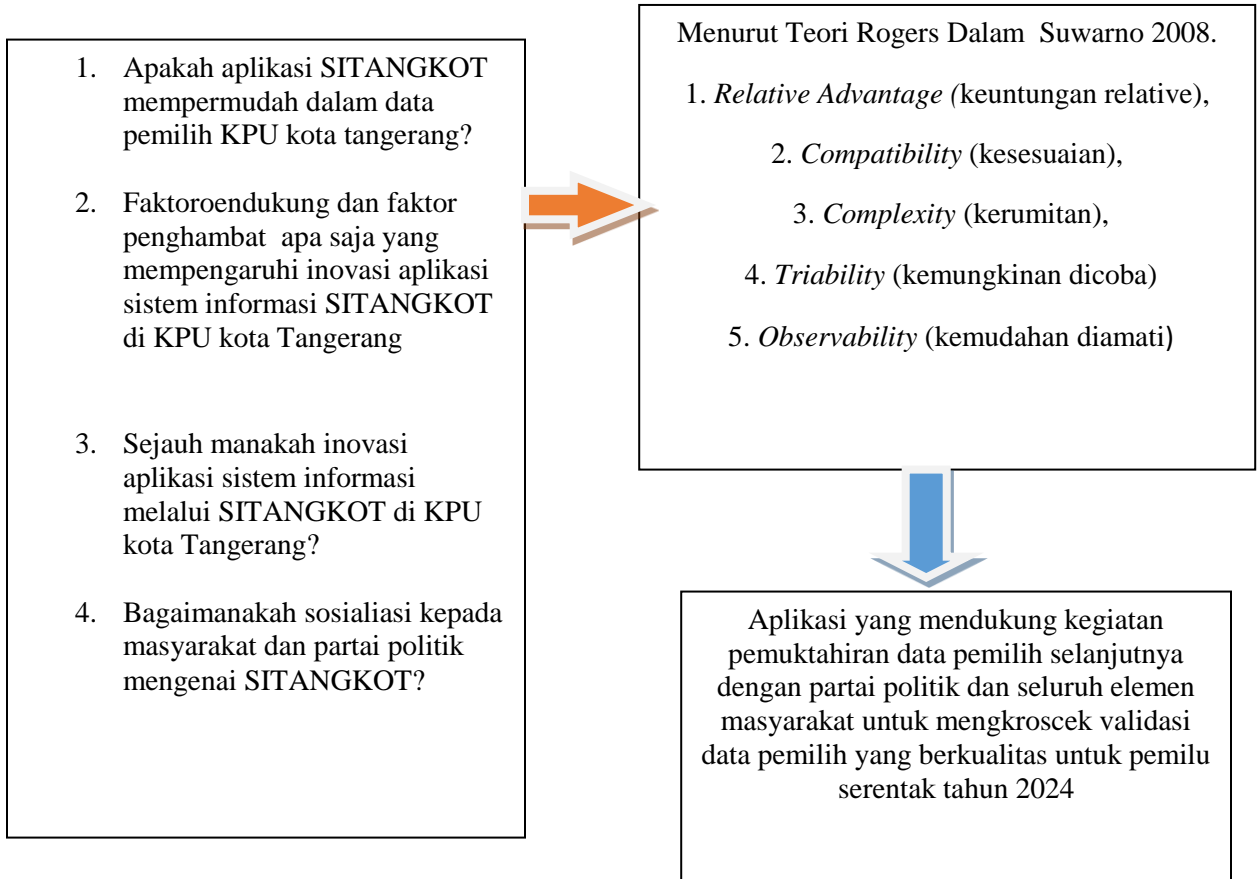 1. Apakah aplikasi SITANGKOT
mempermudah dalam data
pemilih KPU kota tangerang?
2. Faktoroendukung dan faktor
penghambat apa saja yang
mempengaruhi inovasi aplikasi
sistem informasi SITANGKOT
di KPU kota Tangerang
3. Sejauh manakah inovasi
aplikasi sistem informasi
melalui SITANGKOT di KPU
kota Tangerang?
4. Bagaimanakah sosialiasi kepada
masyarakat dan partai politik
mengenai SITANGKOT?
Menurut Teori Rogers Dalam Suwarno 2008.
1. Relative Advantage (keuntungan relative),
2. Compatibility (kesesuaian),
3. Complexity (kerumitan),
4. Triability (kemungkinan dicoba)
5. Observability (kemudahan diamati)
Aplikasi yang mendukung kegiatan
pemuktahiran data pemilih selanjutnya
dengan partai politik dan seluruh elemen
masyarakat untuk mengkroscek validasi
data pemilih yang berkualitas untuk pemilu
serentak tahun 2024